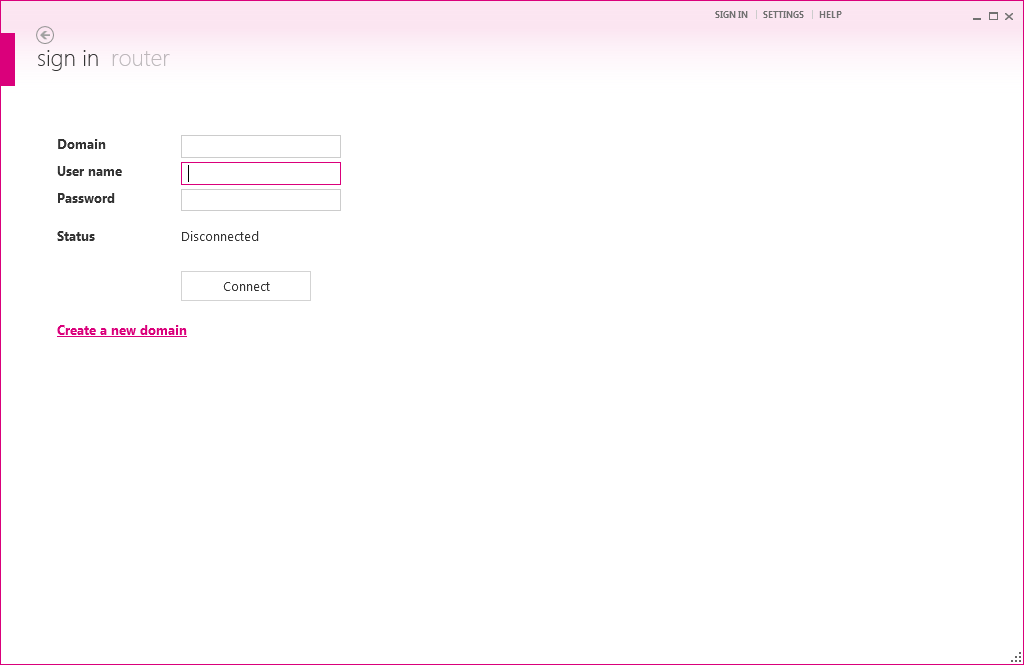 SIGN IN SETTINGS HELP
sign in router
Domain
User name
Password
Status Disconnected
Connect
Create a new domain